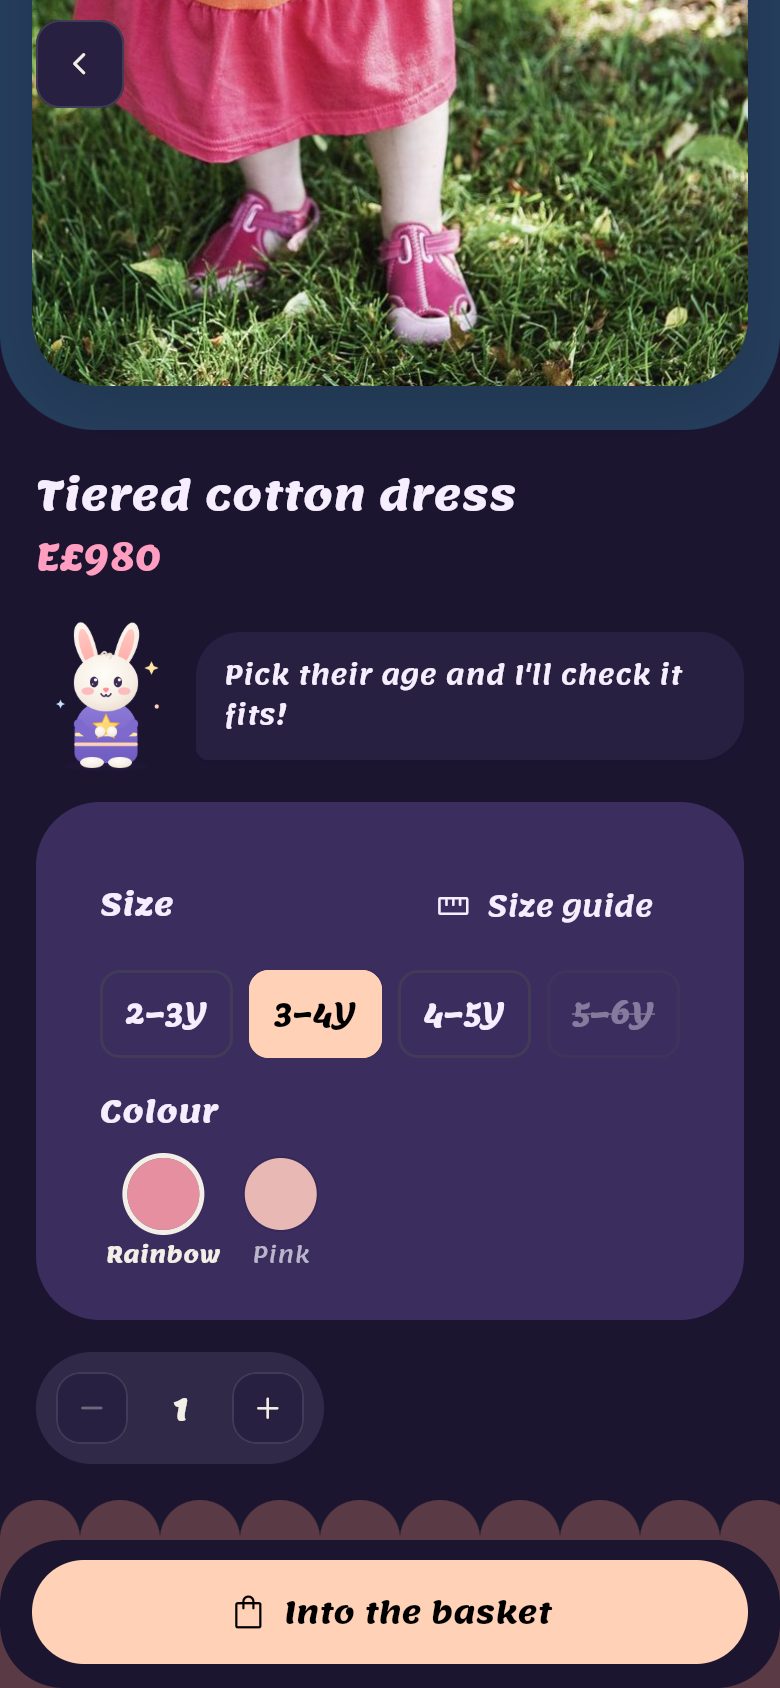 Tiered cotton dress
E£980
Pick their age and I'll check it
fits!
Size
Size guide
2–3Y 3–4Y 4–5Y 5–6Y
Colour
Rainbow Pink
− 1 +
Into the basket